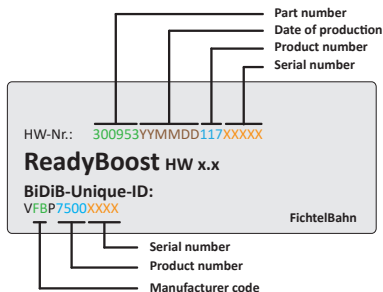 Part number
Date of production
Product number
Serial number
HW-Nr.: 300953YYMMDD117XXXXX
ReadyBoost HW x.x
BiDiB-Unique-ID:
VFBP7500XXXX
FichtelBahn
Serial number
Product number
Manufacturer code